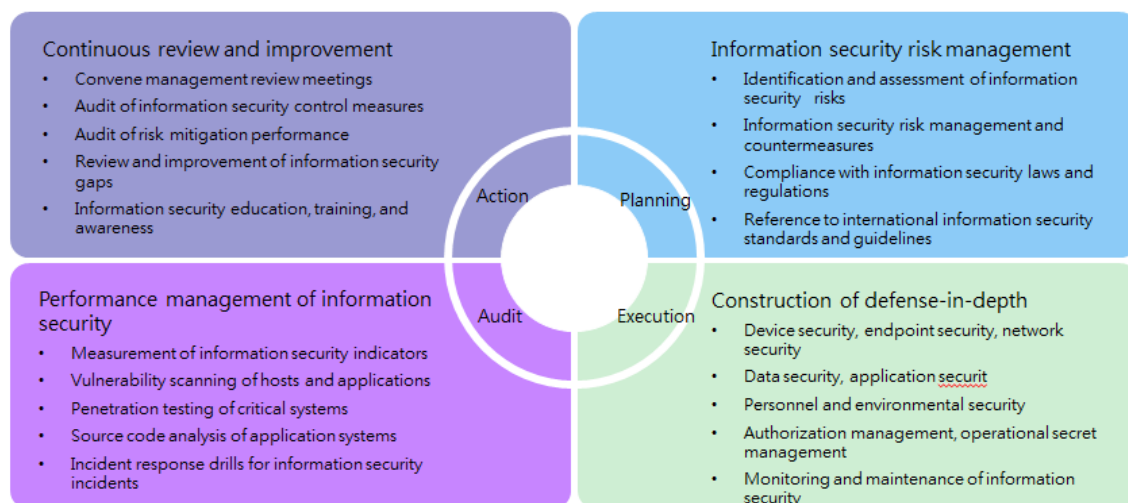 Continuous review and improvement
• Convene management review meetings
• Audit of information security control measures
• Audit of risk mitigation performance
• Review and improvement of information security
gaps
• Information security education, training, and
awareness
Action
Information security risk management
• Identification and assessment of information
security risks
• Information security risk management and
countermeasures
• Compliance with information security laws and
regulations
• Reference to international information security
standards and guidelines
Planning
Performance management of information
security
• Measurement of information security indicators
• Vulnerability scanning of hosts and applications
• Penetration testing of critical systems
• Source code analysis of application systems
• Incident response drills for information security
incidents
Audit
Construction of defense-in-depth
• Device security, endpoint security, network
security
• Data security, application securit
• Personnel and environmental security
• Authorization management, operational secret
management
• Monitoring and maintenance of information
security
Execution